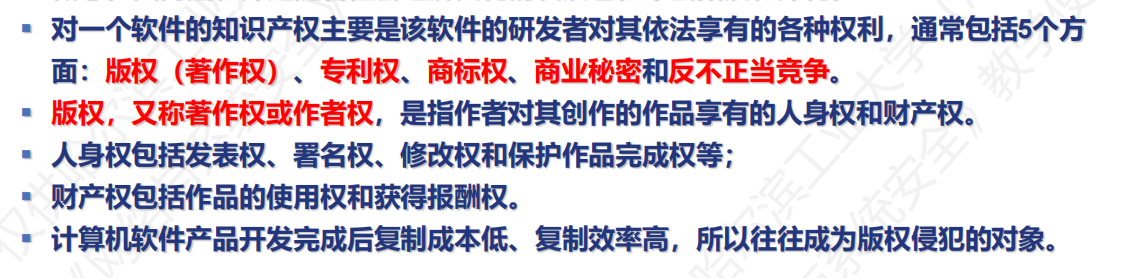 ▪ 对一个软件的知识产权主要是该软件的研发者对其依法享有的各种权利，通常包括5个方
面：版权（著作权）、专利权、商标权、商业秘密和反不正当竞争。
▪ 版权，又称著作权或作者权，是指作者对其创作的作品享有的人身权和财产权。
▪ 人身权包括发表权、署名权、修改权和保护作品完成权等；
▪ 财产权包括作品的使用权和获得报酬权。
▪ 计算机软件产品开发完成后复制成本低、复制效率高，所以往往成为版权侵犯的对象。